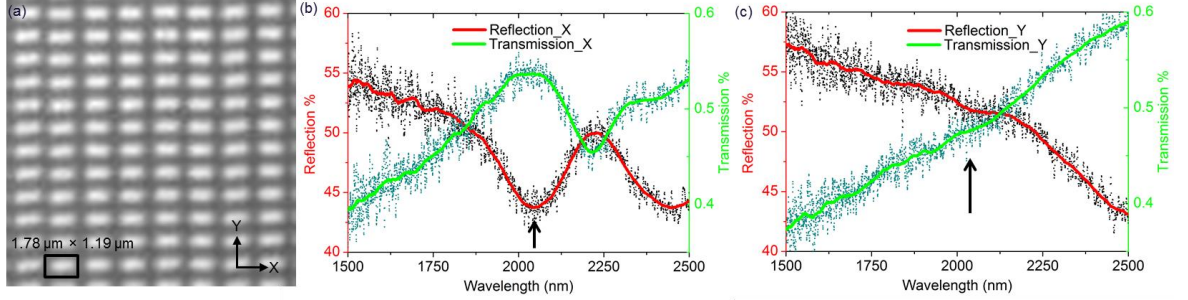 (a)
1.78 µm × 1.19 µm
Y
X
(b)
60
55
50
45
40
Reflection %
Reflection_X
Transmission_X
0.6
0.5
0.4
Transmission %
1500 1750 2000 2250 2500
Wavelength (nm)
(c)
60
55
50
45
40
Reflection %
Reflection_Y
Transmission_Y
0.6
0.5
0.4
Transmission %
1500 1750 2000 2250 2500
Wavelength (nm)